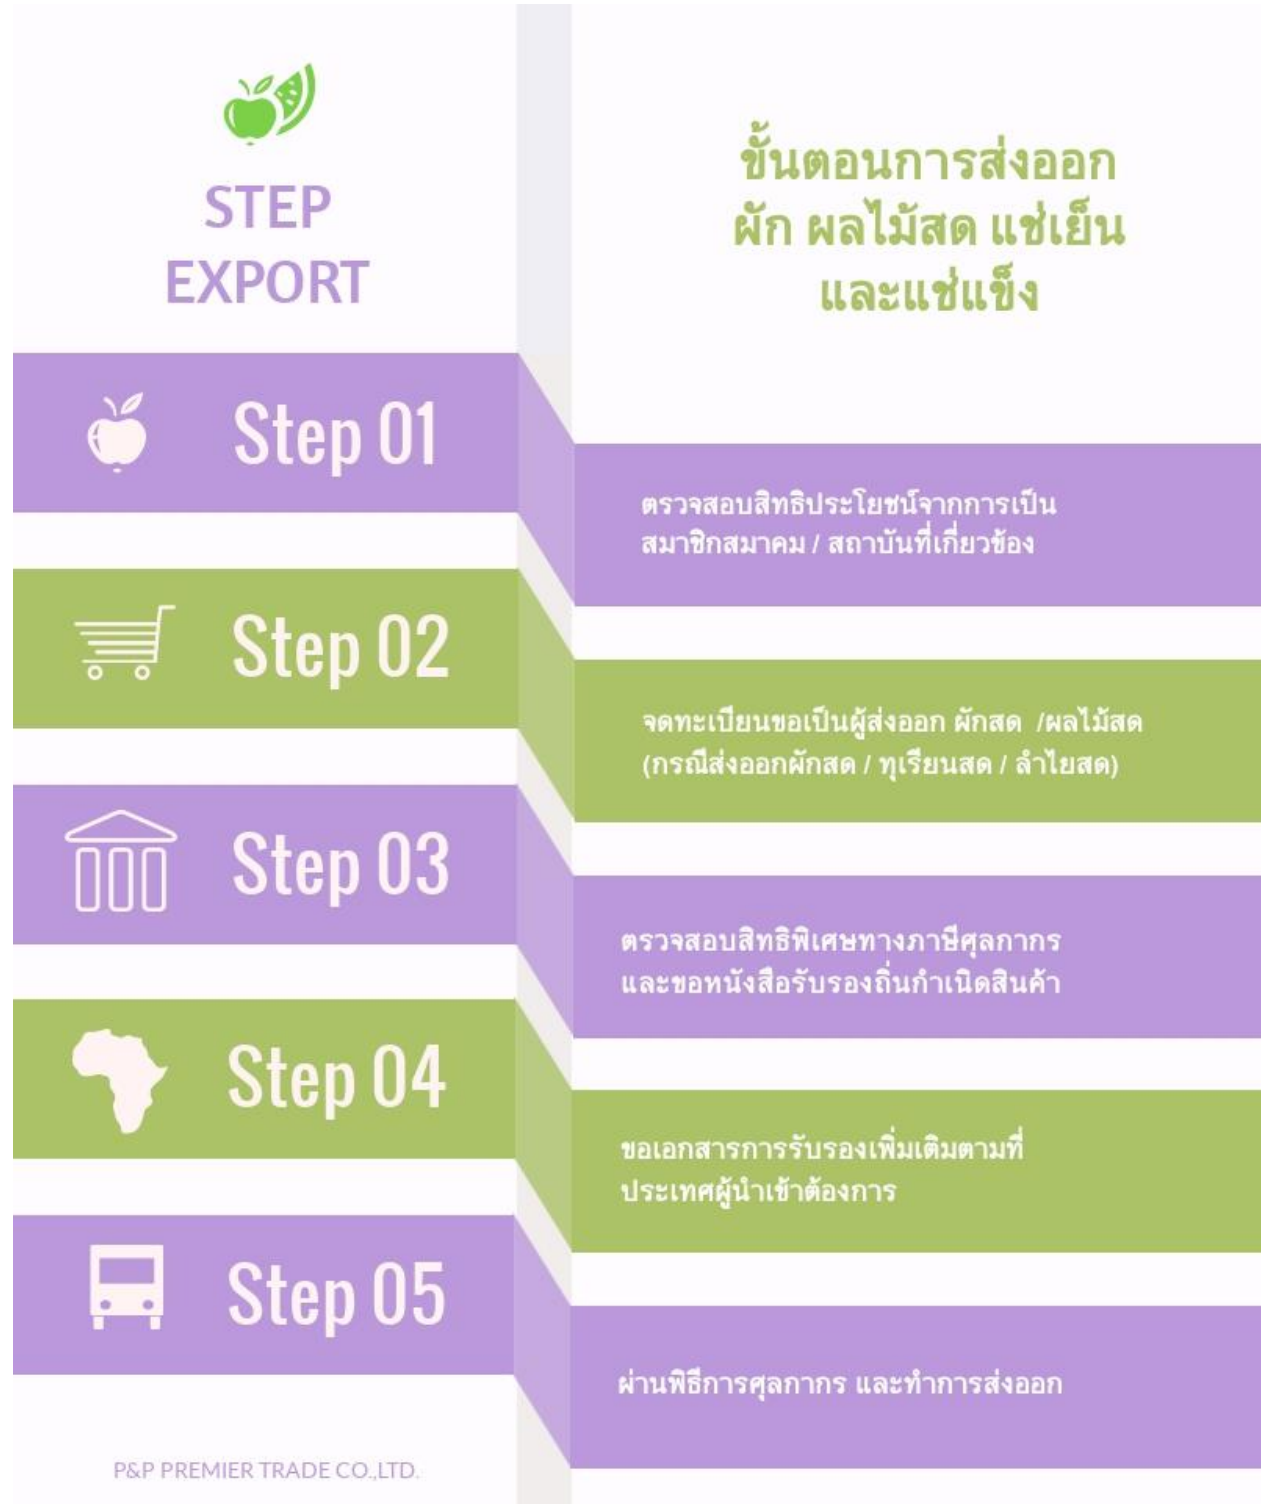 STEP
EXPORT
ขั้นตอนการส่งออก
ผัก ผลไม้สด แช่เย็น
และแช่แข็ง
Step 01
ตรวจสอบสิทธิประโยชน์จากการเป็น
สมาชิกสมาคม / สถาบันที่เกี่ยวข้อง
Step 02
จดทะเบียนขอเป็นผู้ส่งออก ผักสด /ผลไม้สด
(กรณีส่งออกผักสด / ทุเรียนสด / ลำไยสด)
Step 03
ตรวจสอบสิทธิพิเศษทางภาษีศุลกากร
และขอหนังสือรับรองถิ่นกำเนิดสินค้า
Step 04
ขอเอกสารการรับรองเพิ่มเติมตามที่
ประเทศผู้นำเข้าต้องการ
Step 05
ผ่านพิธีการศุลกากร และทำการส่งออก
P&P PREMIER TRADE CO.,LTD.